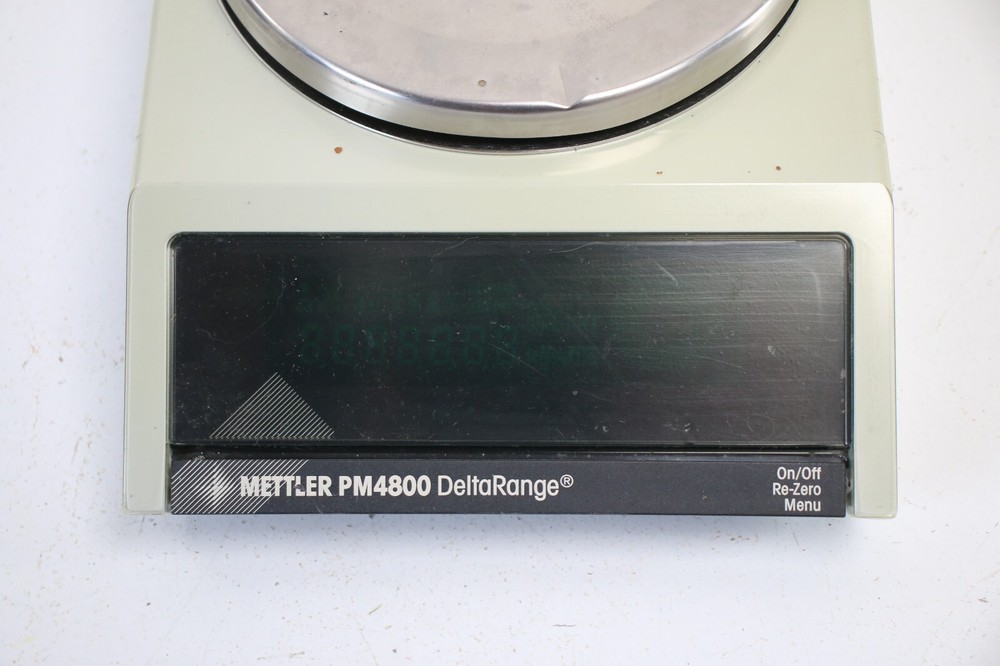 METTLER PM4800 DeltaRange®
On/Off
Re-Zero
Menu